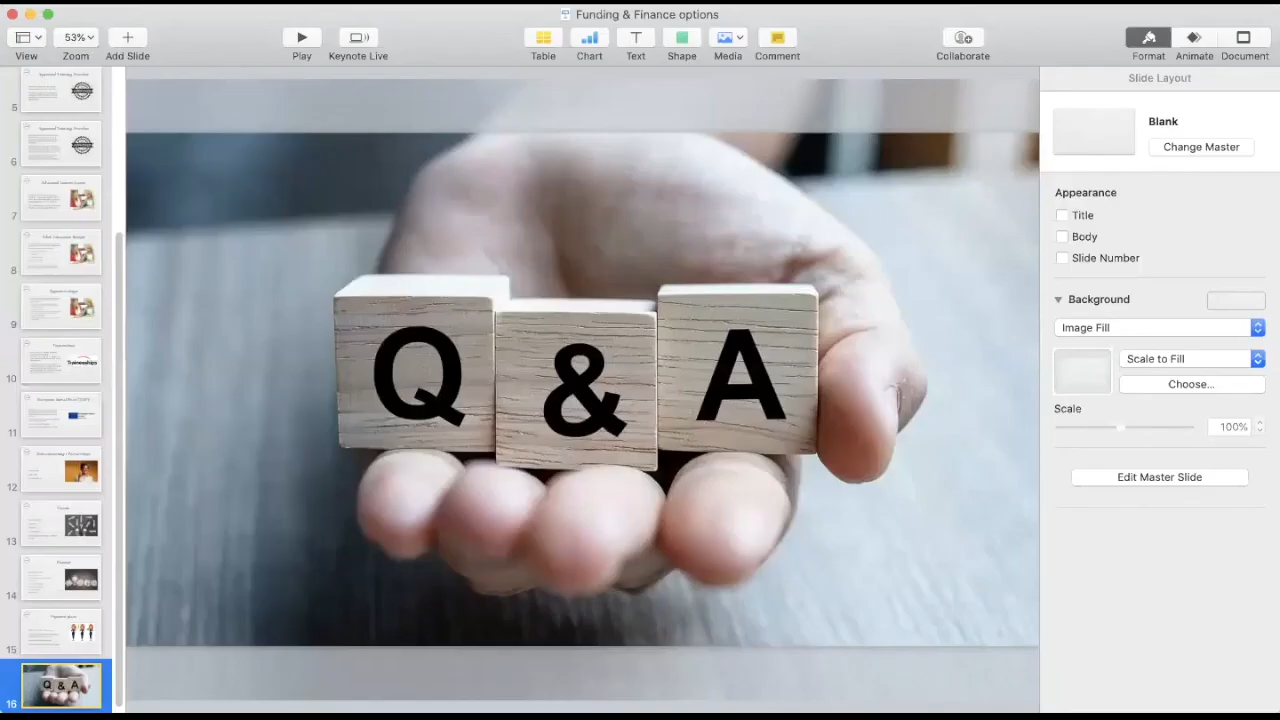 Funding & Finance options
53%
View
Zoom
Add Slide
Play
Keynote Live
Table
Chart
Text
Shape
Media
Comment
Collaborate
Format
Animate
Document
Slide Layout
Blank
Change Master
Appearance
Title
Body
Slide Number
Background
Image Fill
Scale to Fill
Choose...
Scale
100%
Edit Master Slide
Q & A
5
6
7
8
9
10
Traineeships
11
12
13
14
15
Q & A
16